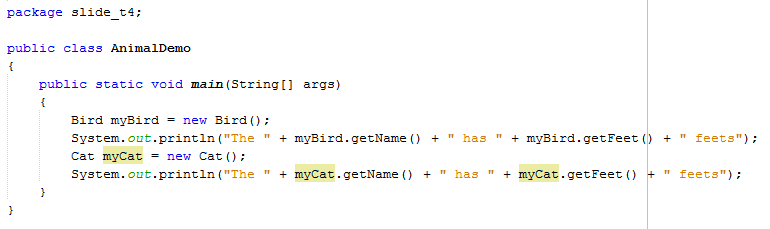 package slide_t4;
public class AnimalDemo
{
public static void main(String[] args)
{
Bird myBird = new Bird();
System.out.println("The " + myBird.getName() + " has " + myBird.getFeet() + " feets");
Cat myCat = new Cat();
System.out.println("The " + myCat.getName() + " has " + myCat.getFeet() + " feets");
}
}